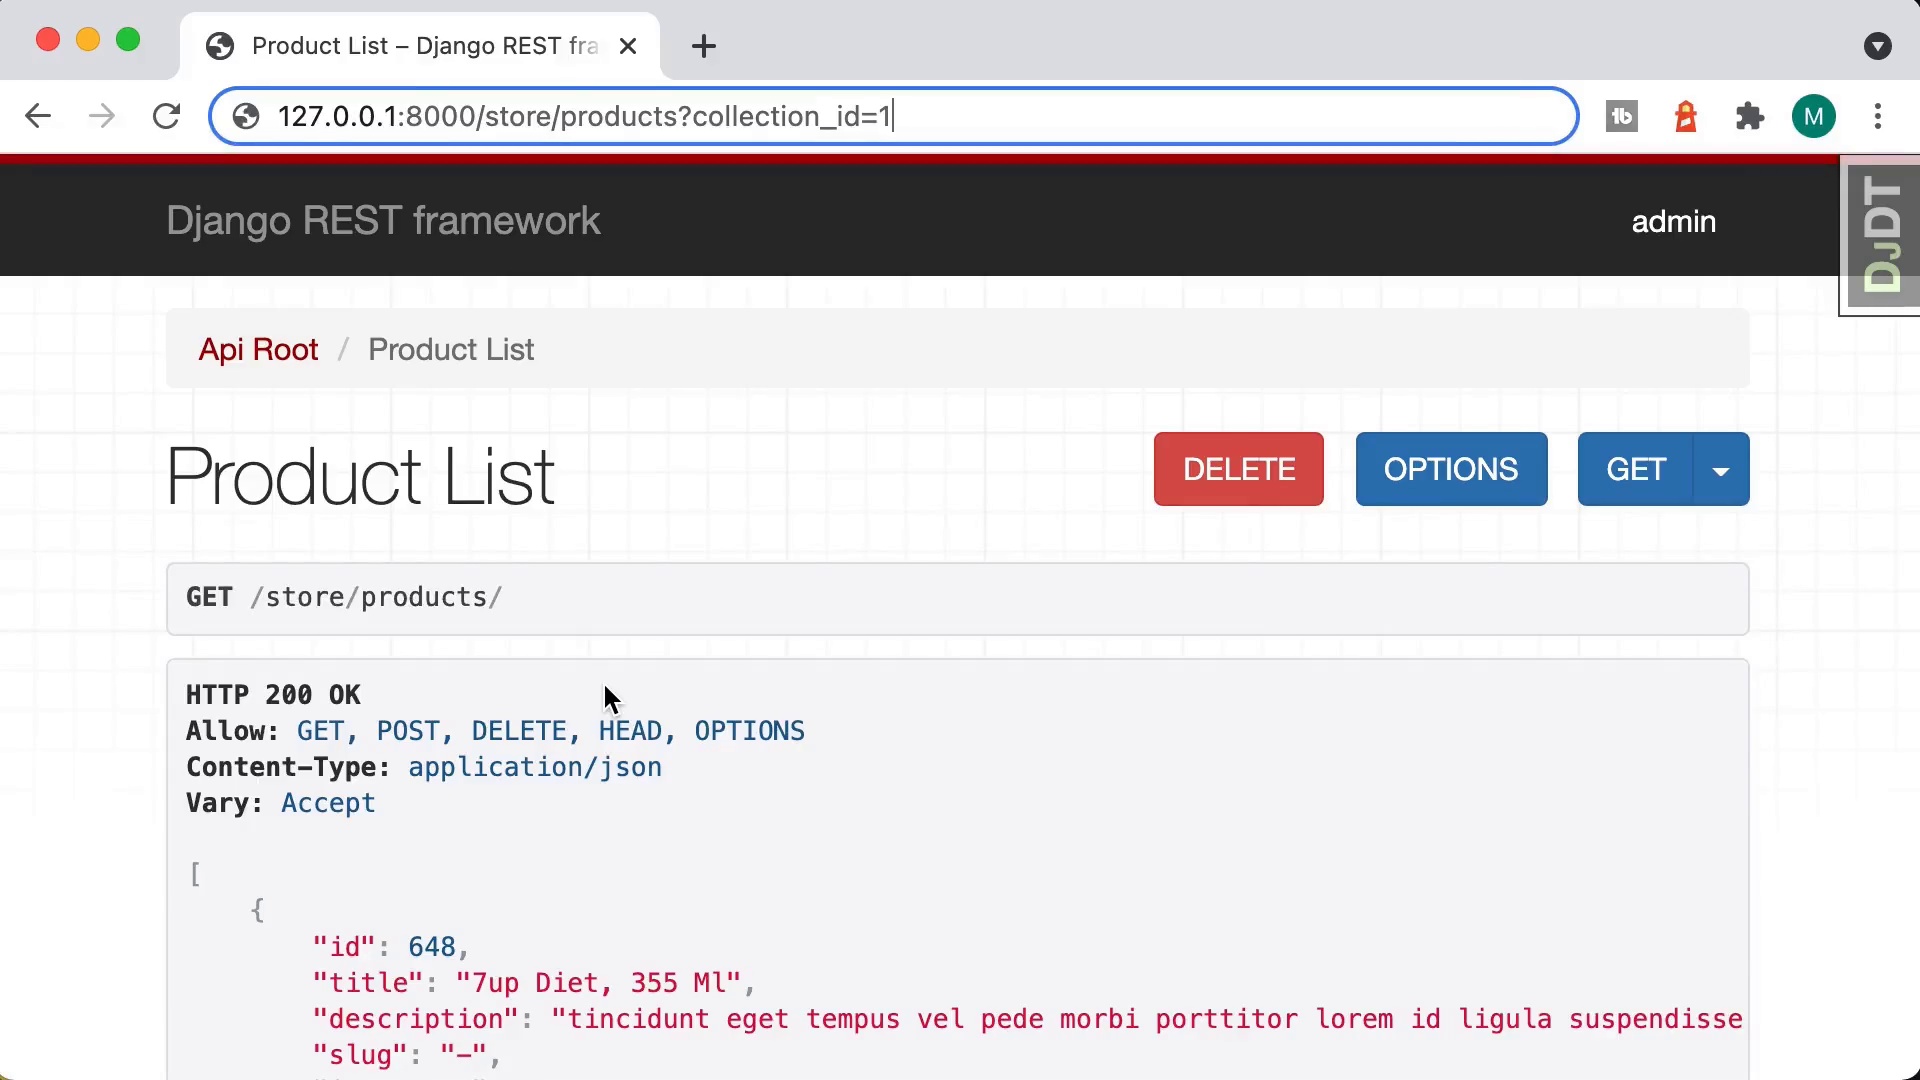 Product List – Django REST fra
127.0.0.1:8000/store/products?collection_id=1
M
Django REST framework
admin
DJDT
Api Root / Product List
Product List
DELETE
OPTIONS
GET
GET /store/products/
HTTP 200 OK
Allow: GET, POST, DELETE, HEAD, OPTIONS
Content-Type: application/json
Vary: Accept
[
{
"id": 648,
"title": "7up Diet, 355 Ml",
"description": "tincidunt eget tempus vel pede morbi porttitor lorem id ligula suspendisse
"slug": "-",